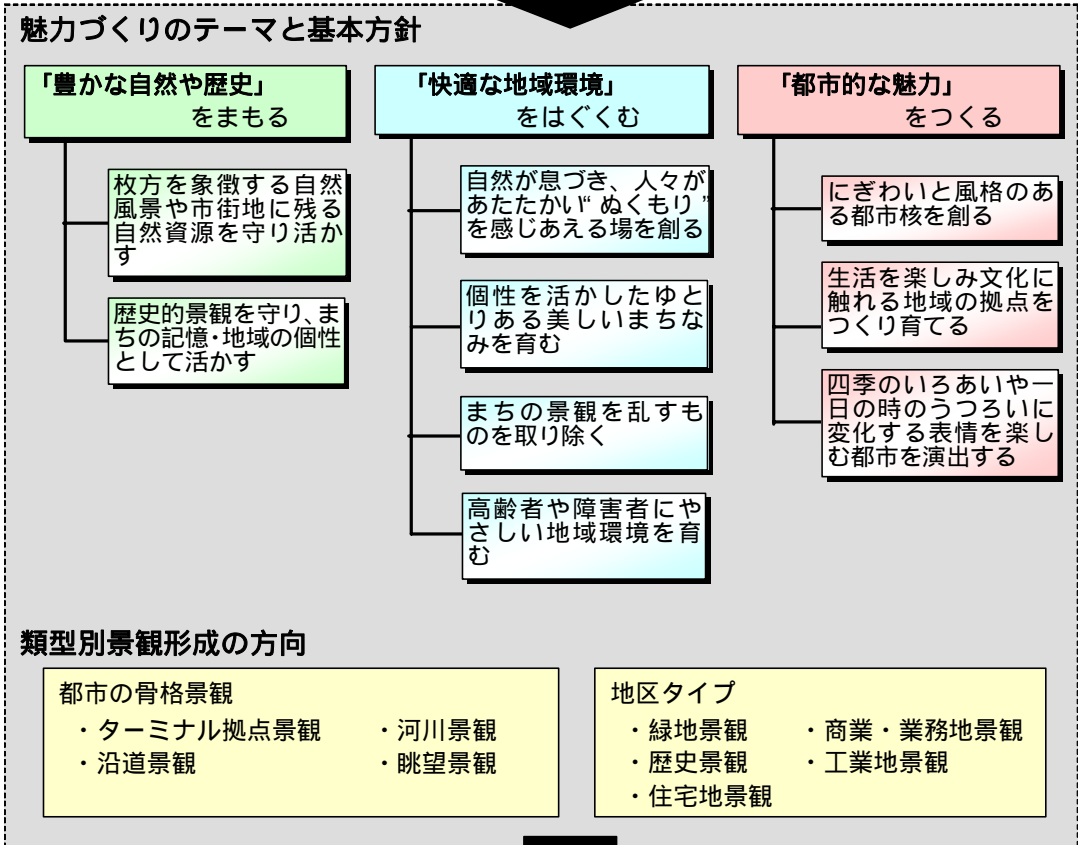 魅力づくりのテーマと基本方針
「豊かな自然や歴史」
をまもる
枚方を象徴する自然
風景や市街地に残る
自然資源を守り活か
す
歴史的景観を守り、ま
ちの記憶・地域の個性
として活かす
「快適な地域環境」
をはぐくむ
自然が息づき、人々が
あたたかい“ぬくもり”
を感じあえる場を創る
個性を活かしたゆと
りある美しいまちな
みを育む
まちの景観を乱すも
のを取り除く
高齢者や障害者にや
さしい地域環境を育
む
「都市的な魅力」
をつくる
にぎわいと風格のあ
る都市核を創る
生活を楽しみ文化に
触れる地域の拠点を
つくり育てる
四季のいろあいや一
日の時のうつろいに
変化する表情を楽し
む都市を演出する
類型別景観形成の方向
都市の骨格景観
・ターミナル拠点景観 ・河川景観
・沿道景観 ・眺望景観
地区タイプ
・緑地景観 ・商業・業務地景観
・歴史景観 ・工業地景観
・住宅地景観